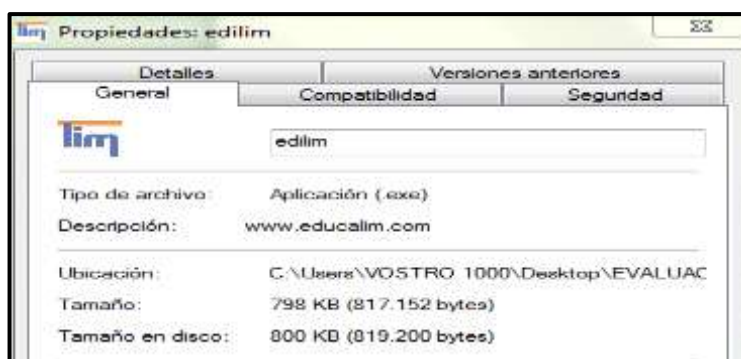 lim Propiedades: edilim
Detalles Versiones anteriores
General Compatibilidad Seguridad
lim edilim
Tipo de archivo: Aplicación (.exe)
Descripción: www.educalim.com
Ubicación: C:\Users\VOSTRO 1000\Desktop\EVALUAC
Tamaño: 798 KB (817.152 bytes)
Tamaño en disco: 800 KB (819.200 bytes)